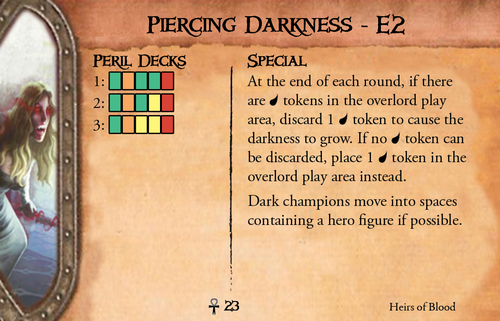 Piercing Darkness - E2
Peril Decks
1:
2:
3:
Special
At the end of each round, if there
are tokens in the overlord play
area, discard 1 token to cause the
darkness to grow. If no token can
be discarded, place 1 token in the
overlord play area instead.
Dark champions move into spaces
containing a hero figure if possible.
23
Heirs of Blood